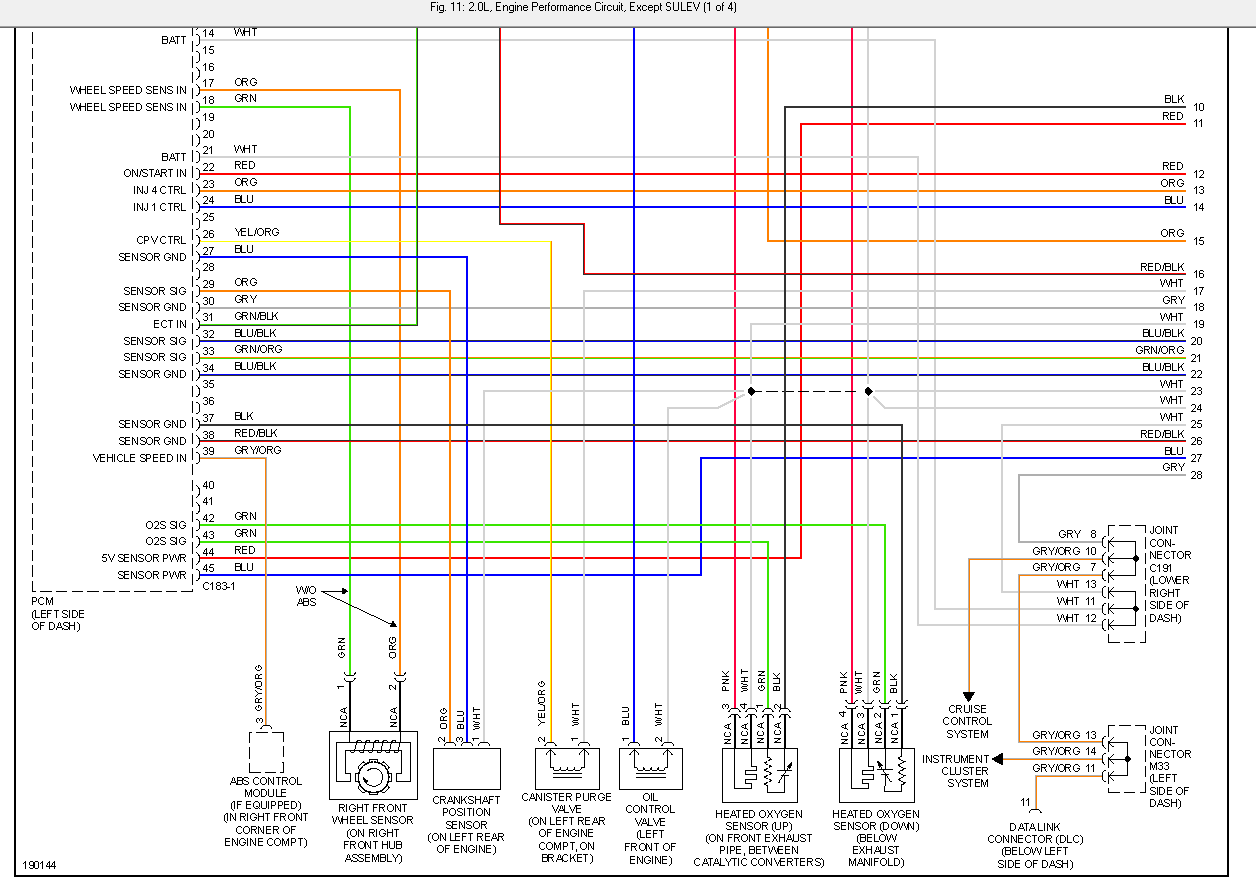 Fig. 11: 2.0L, Engine Performance Circuit, Except SULEV (1 of 4)
BATT 14 WHT
15
16
WHEEL SPEED SENS IN 17 ORG
WHEEL SPEED SENS IN 18 GRN
19
20
BATT 21 WHT
ON/START IN 22 RED
INJ 4 CTRL 23 ORG
INJ 1 CTRL 24 BLU
25
CPV CTRL 26 YEL/ORG
SENSOR GND 27 BLU
28
SENSOR SIG 29 ORG
SENSOR GND 30 GRY
ECT IN 31 GRN/BLK
SENSOR SIG 32 BLU/BLK
SENSOR SIG 33 GRN/ORG
SENSOR GND 34 BLU/BLK
35
36
SENSOR GND 37 BLK
SENSOR GND 38 RED/BLK
VEHICLE SPEED IN 39 GRY/ORG
40
41
O2S SIG 42 GRN
O2S SIG 43 GRN
5V SENSOR PWR 44 RED
SENSOR PWR 45 BLU
C183-1
PCM
(LEFT SIDE
OF DASH)
BLK 10
RED 11
RED 12
ORG 13
BLU 14
ORG 15
RED/BLK 16
WHT 17
GRY 18
WHT 19
BLU/BLK 20
GRN/ORG 21
BLU/BLK 22
WHT 23
WHT 24
WHT 25
RED/BLK 26
BLU 27
GRY 28
GRY 8
GRY/ORG 10
GRY/ORG 7
WHT 13
WHT 11
WHT 12
JOINT
CON-
NECTOR
C191
(LOWER
RIGHT
SIDE OF
DASH)
W/O
ABS
3 GRY/ORG
ABS CONTROL
MODULE
(IF EQUIPPED)
(IN RIGHT FRONT
CORNER OF
ENGINE COMPT)
GRN
ORG
1
2
NCA
NCA
RIGHT FRONT
WHEEL SENSOR
(ON RIGHT
FRONT HUB
ASSEMBLY)
2 ORG
3 BLU
1 WHT
CRANKSHAFT
POSITION
SENSOR
(ON LEFT REAR
OF ENGINE)
2 YEL/ORG
1 WHT
CANISTER PURGE
VALVE
(ON LEFT REAR
OF ENGINE
COMPT, ON
BRACKET)
1 BLU
2 WHT
OIL
CONTROL
VALVE
(LEFT
FRONT OF
ENGINE)
NCA 3 PNK
NCA 4 WHT
NCA 1 GRN
NCA 2 BLK
HEATED OXYGEN
SENSOR (UP)
(ON FRONT EXHAUST
PIPE, BETWEEN
CATALYTIC CONVERTERS)
NCA 4 PNK
NCA 3 WHT
NCA 2 GRN
NCA 1 BLK
HEATED OXYGEN
SENSOR (DOWN)
(BELOW
EXHAUST
MANIFOLD)
CRUISE
CONTROL
SYSTEM
INSTRUMENT
CLUSTER
SYSTEM
GRY/ORG 13
GRY/ORG 14
GRY/ORG 11
JOINT
CON-
NECTOR
M33
(LEFT
SIDE OF
DASH)
11
DATA LINK
CONNECTOR (DLC)
(BELOW LEFT
SIDE OF DASH)
190144